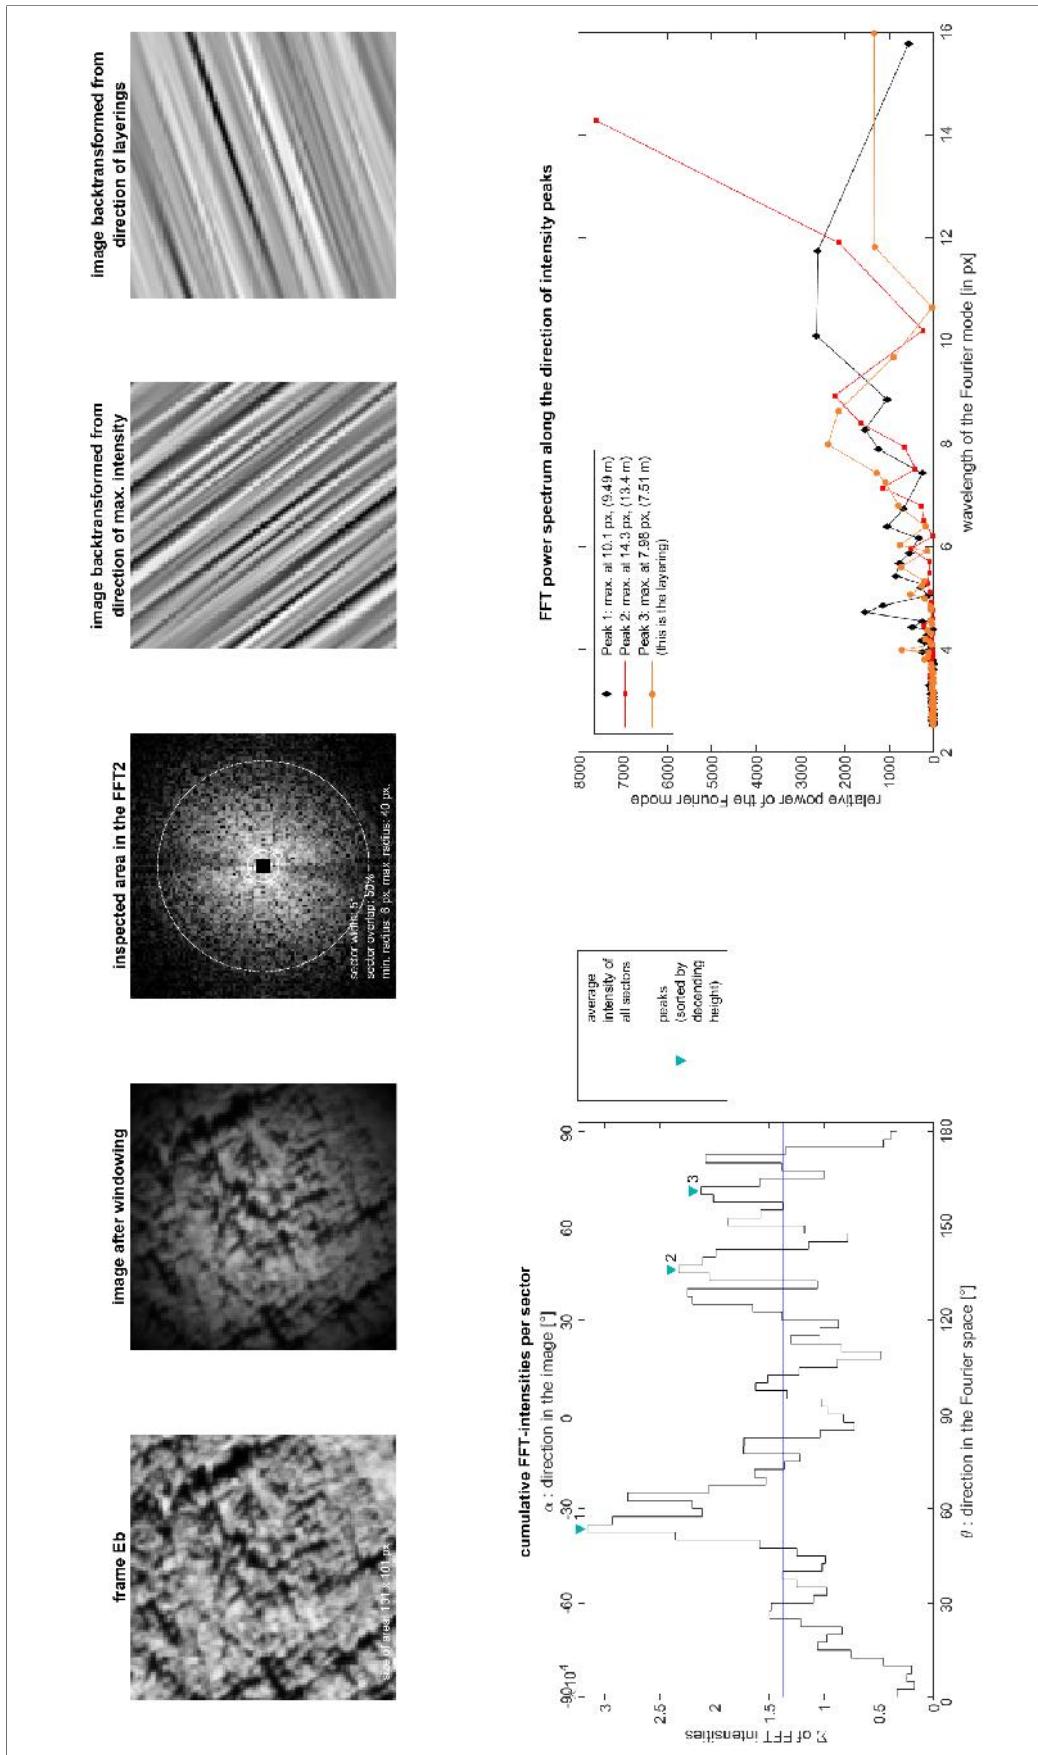 frame Eb
size of area: 101 x 101 px
image after windowing
inspected area in the FFT2
sector width: 5°
sector overlap: 50%
min. radius: 6 px, max. radius: 40 px.
image backtransformed from
direction of max. intensity
image backtransformed from
direction of layerings
cumulative FFT-intensities per sector
α : direction in the image [°]
-90 -60 -30 0 30 60 90
10⁴
3
2.5
2
1.5
1
0.5
0
Σ of FFT intensities
1
2
3
0 30 60 90 120 150 180
θ : direction in the Fourier space [°]
average
intensity of
all sectors
peaks
(sorted by
decending
height)
FFT power spectrum along the direction of intensity peaks
8000
7000
6000
5000
4000
3000
2000
1000
0
relative power of the Fourier mode
Peak 1: max. at 10.1 px, (9.49 m)
Peak 2: max. at 14.3 px, (13.4 m)
Peak 3: max. at 7.98 px, (7.51 m)
(this is the layering)
2 4 6 8 10 12 14 16
wavelength of the Fourier mode [in px]